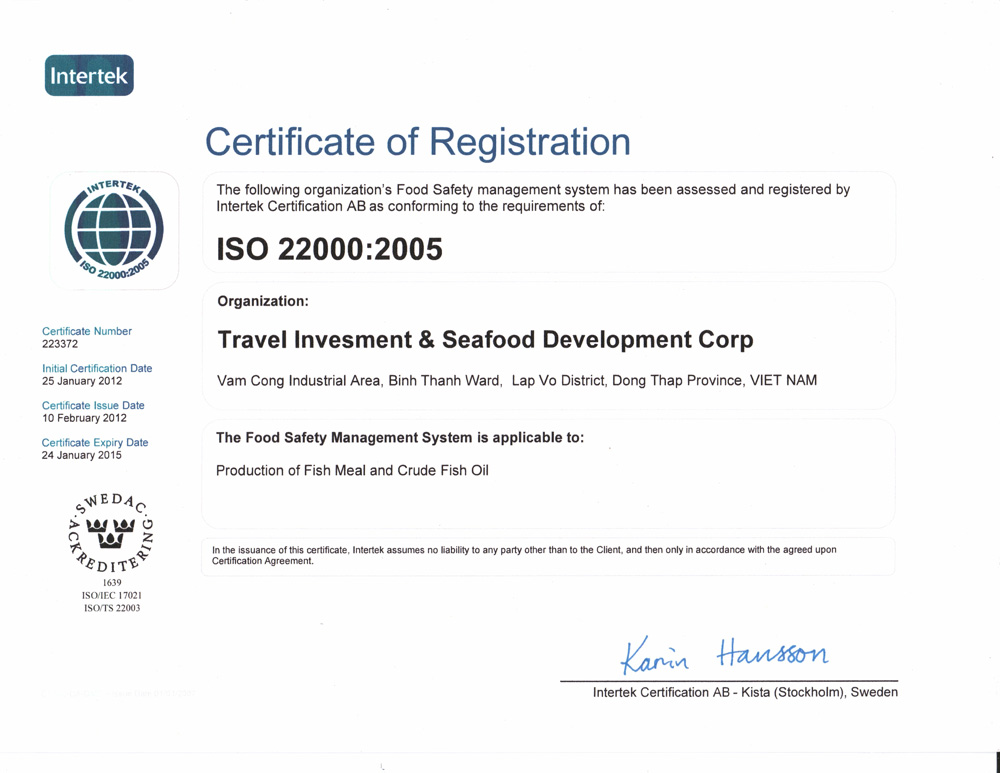 Intertek
Certificate of Registration
INTERTEK
ISO 22000:2005
The following organization's Food Safety management system has been assessed and registered by
Intertek Certification AB as conforming to the requirements of:
ISO 22000:2005
Organization:
Travel Invesment & Seafood Development Corp
Vam Cong Industrial Area, Binh Thanh Ward, Lap Vo District, Dong Thap Province, VIET NAM
Certificate Number
223372
Initial Certification Date
25 January 2012
Certificate Issue Date
10 February 2012
Certificate Expiry Date
24 January 2015
The Food Safety Management System is applicable to:
Production of Fish Meal and Crude Fish Oil
SWEDAC
ACKREDITERING
1639
ISO/IEC 17021
ISO/TS 22003
In the issuance of this certificate, Intertek assumes no liability to any party other than to the Client, and then only in accordance with the agreed upon
Certification Agreement.
Karin Hansson
Intertek Certification AB - Kista (Stockholm), Sweden